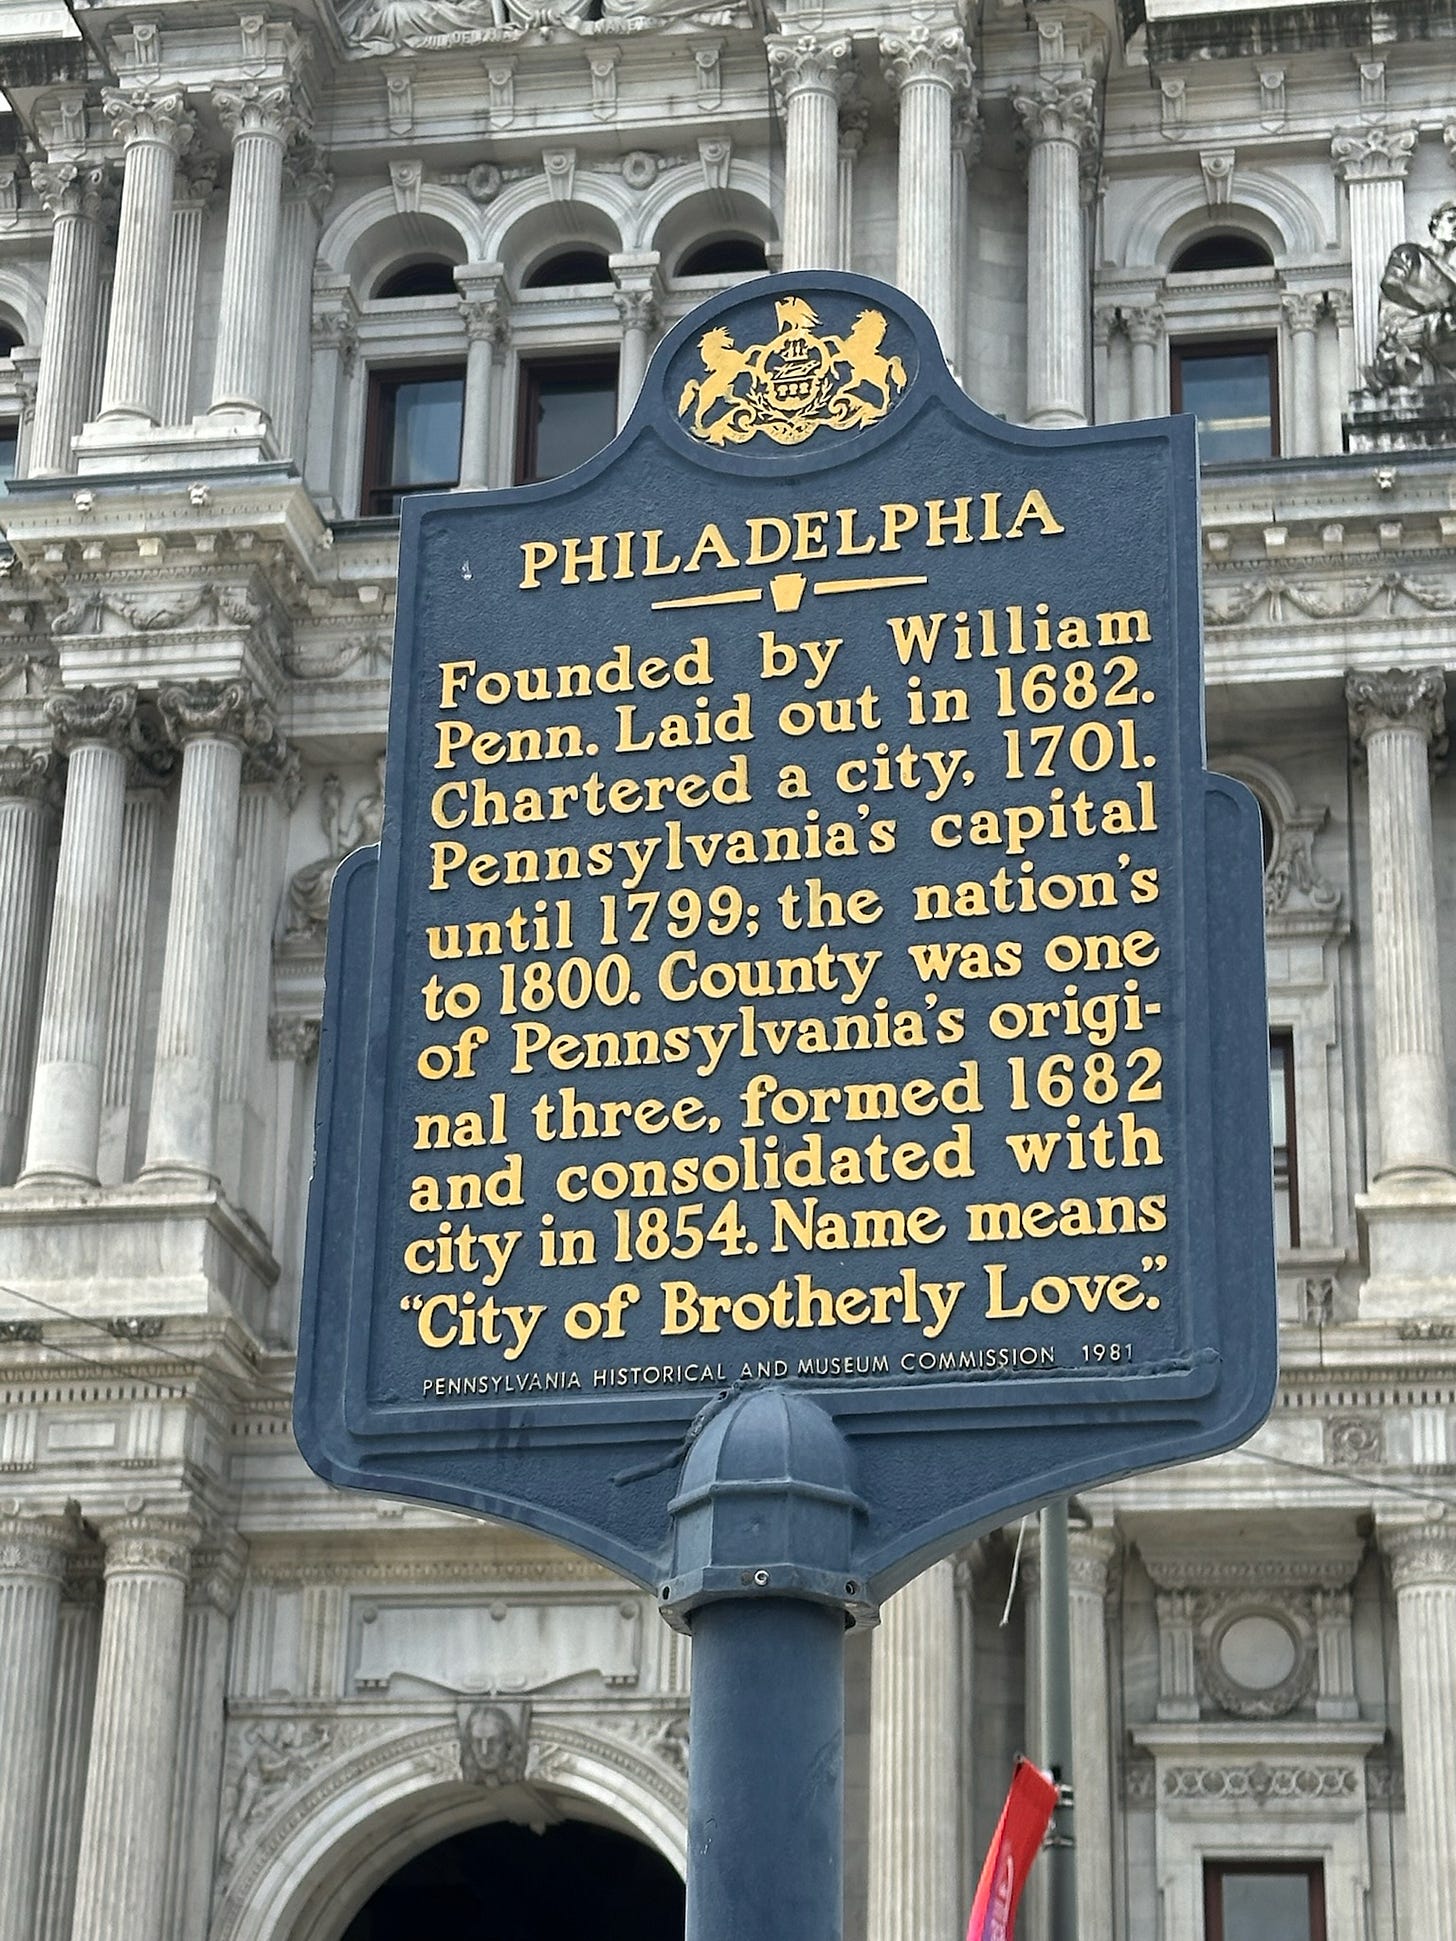 PHILADELPHIA
Founded by William
Penn. Laid out in 1682.
Chartered a city, 1701.
Pennsylvania's capital
until 1799; the nation's
to 1800. County was one
of Pennsylvania's origi-
nal three, formed 1682
and consolidated with
city in 1854. Name means
“City of Brotherly Love.”
PENNSYLVANIA HISTORICAL AND MUSEUM COMMISSION 1981